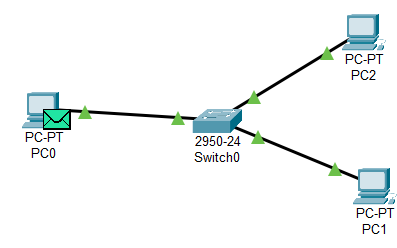 PC-PT
PC2
PC-PT
PC0
2950-24
Switch0
PC-PT
PC1